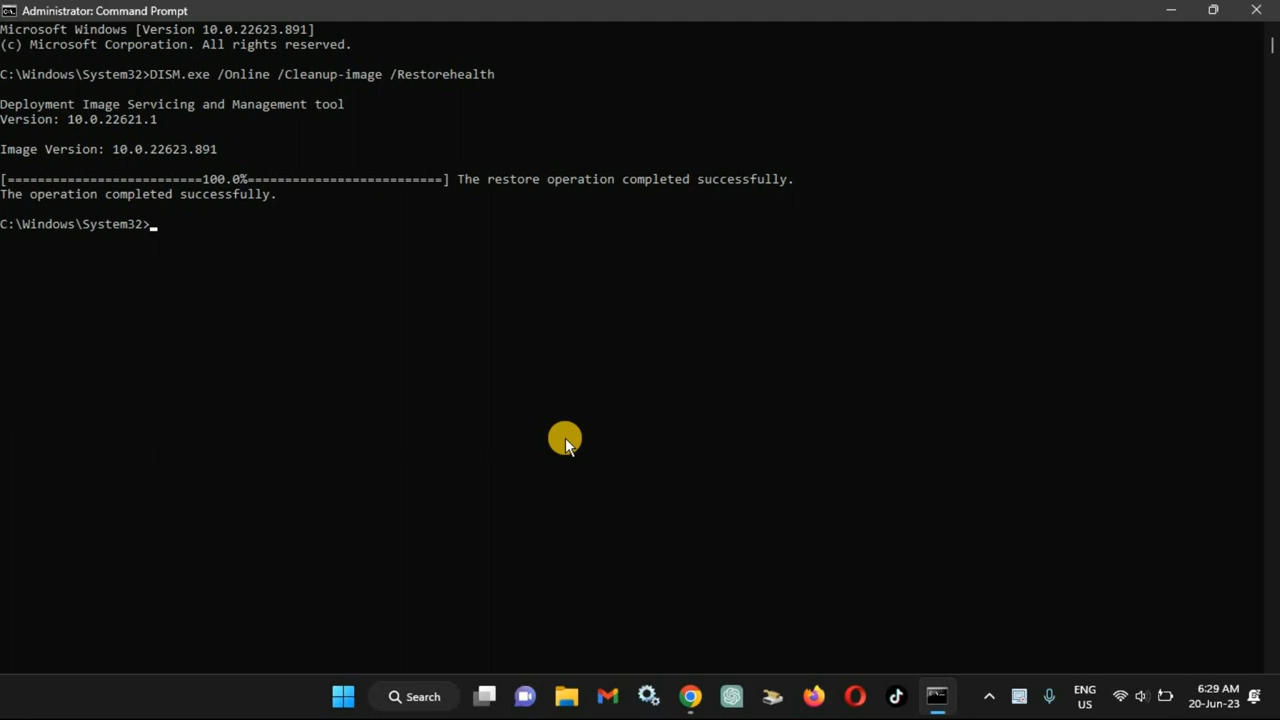 Administrator: Command Prompt
Microsoft Windows [Version 10.0.22623.891]
(c) Microsoft Corporation. All rights reserved.
C:\Windows\System32>DISM.exe /Online /Cleanup-image /Restorehealth
Deployment Image Servicing and Management tool
Version: 10.0.22621.1
Image Version: 10.0.22623.891
[==========================100.0%==========================] The restore operation completed successfully.
The operation completed successfully.
C:\Windows\System32>
Search
ENG
US
6:29 AM
20-Jun-23